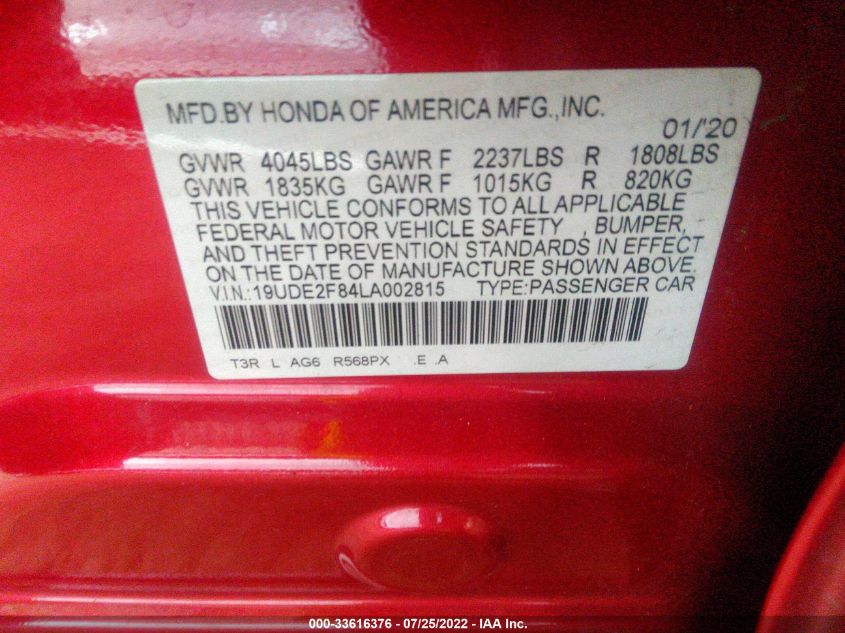 MFD.BY HONDA OF AMERICA MFG.,INC.
01/'20
GVWR 4045LBS GAWR F 2237LBS R 1808LBS
GVWR 1835KG GAWR F 1015KG R 820KG
THIS VEHICLE CONFORMS TO ALL APPLICABLE
FEDERAL MOTOR VEHICLE SAFETY , BUMPER,
AND THEFT PREVENTION STANDARDS IN EFFECT
ON THE DATE OF MANUFACTURE SHOWN ABOVE.
V.I.N.:19UDE2F84LA002815 TYPE:PASSENGER CAR
T3R L AG6 R568PX .E .A
000-33616376 - 07/25/2022 - IAA Inc.